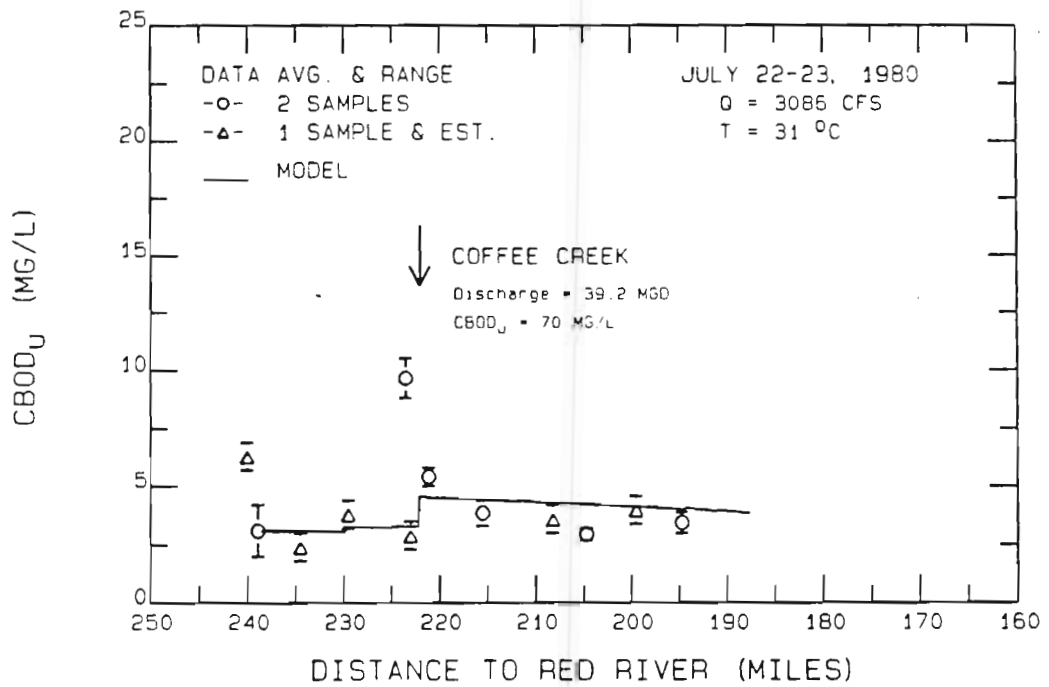 25
20
15
10
5
0
CBODU (MG/L)
DATA AVG. & RANGE
-O- 2 SAMPLES
-Δ- 1 SAMPLE & EST.
MODEL
JULY 22-23, 1980
Q = 3085 CFS
T = 31 °C
COFFEE CREEK
Discharge = 39.2 MGD
CBODU = 70 MG/L
250 240 230 220 210 200 190 180 170 160
DISTANCE TO RED RIVER (MILES)